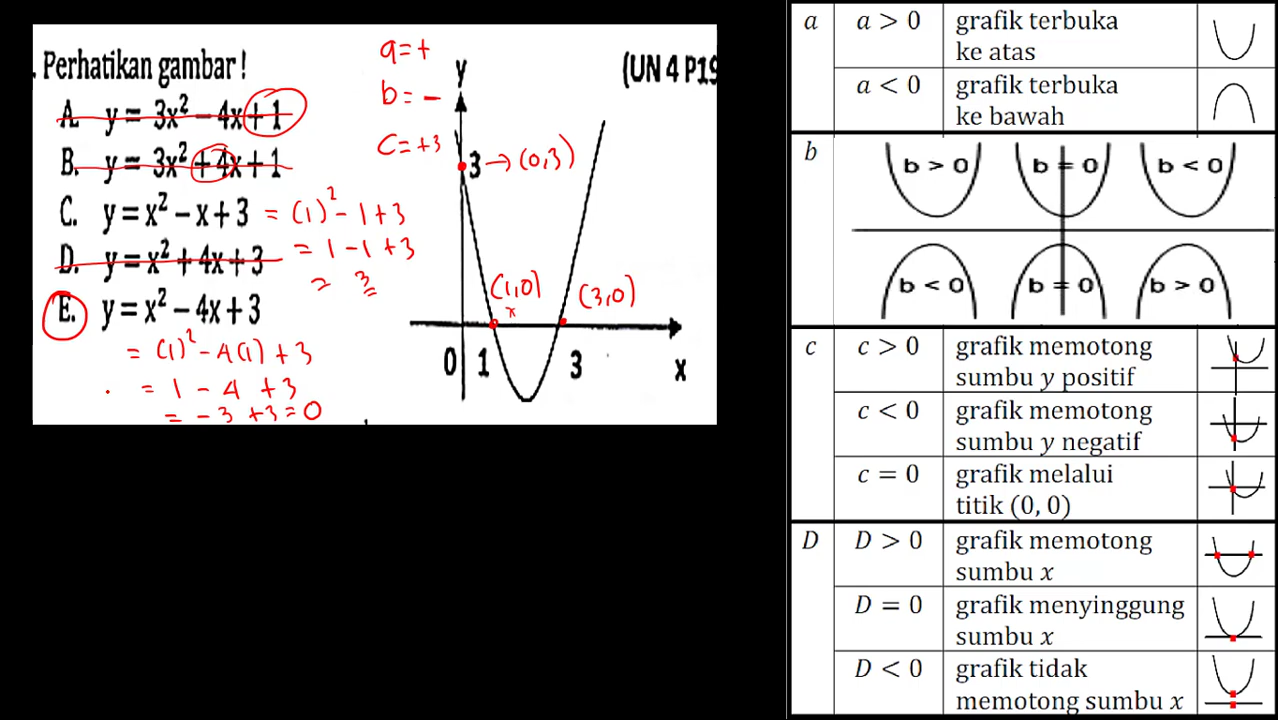 . Perhatikan gambar !
(UN 4 P19
A. y = 3x² − 4x + 1
B. y = 3x² + 4x + 1
C. y = x² − x + 3 = (1)² - 1 + 3
= 1 - 1 + 3
= 3
D. y = x² + 4x + 3
E. y = x² − 4x + 3
= (1)² - 4(1) + 3
= 1 - 4 + 3
= -3 + 3 = 0
a = +
b = -
c = +3
y
3 → (0,3)
(1,0)
x
(3,0)
0 1 3 x
a a > 0 grafik terbuka
ke atas
a < 0 grafik terbuka
ke bawah
b b > 0 b = 0 b < 0
b < 0 b = 0 b > 0
c c > 0 grafik memotong
sumbu y positif
c < 0 grafik memotong
sumbu y negatif
c = 0 grafik melalui
titik (0, 0)
D D > 0 grafik memotong
sumbu x
D = 0 grafik menyinggung
sumbu x
D < 0 grafik tidak
memotong sumbu x